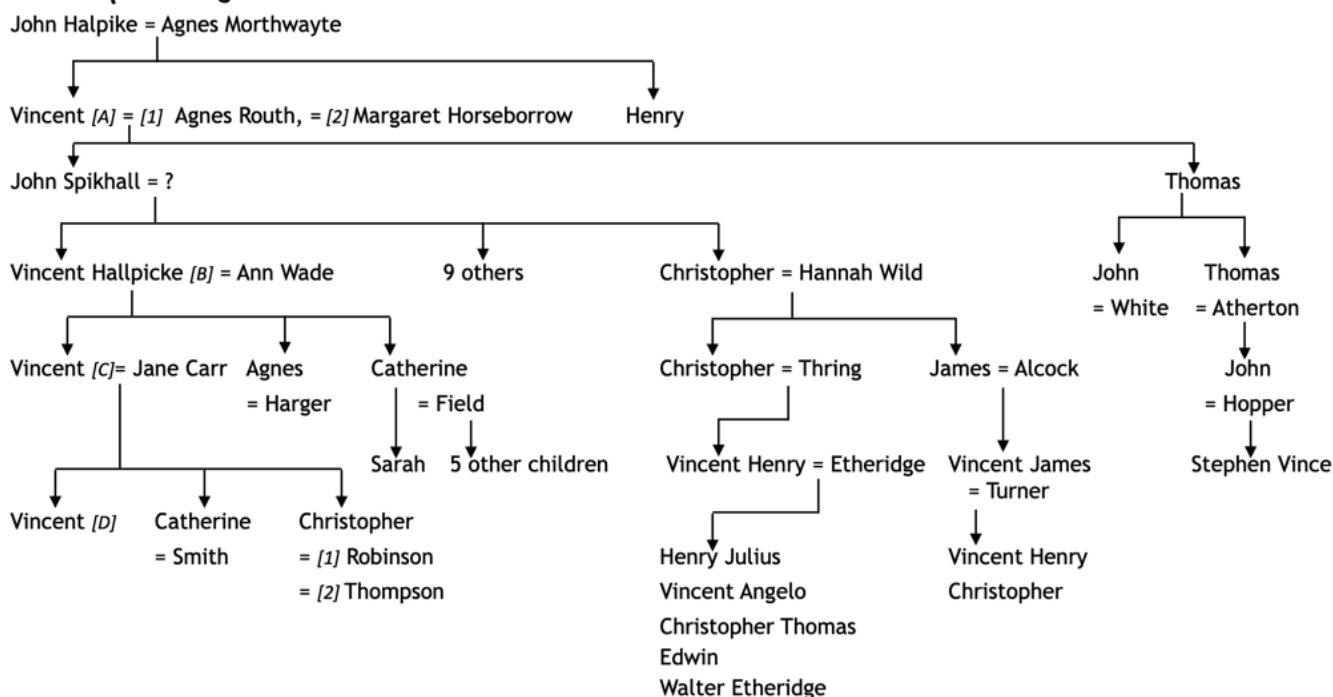 John Halpike = Agnes Morthwayte
Vincent [A] = [1] Agnes Routh, = [2] Margaret Horseborrow Henry
John Spikhall = ? Thomas
Vincent Hallpicke [B] = Ann Wade 9 others Christopher = Hannah Wild John Thomas
= White = Atherton
Vincent [C]= Jane Carr Agnes Catherine Christopher = Thring James = Alcock John
= Harger = Field = Hopper
Sarah 5 other children Vincent Henry = Etheridge Vincent James Stephen Vince
= Turner
Vincent [D] Catherine Christopher
= Smith = [1] Robinson Henry Julius Vincent Henry
= [2] Thompson Vincent Angelo Christopher
Christopher Thomas
Edwin
Walter Etheridge